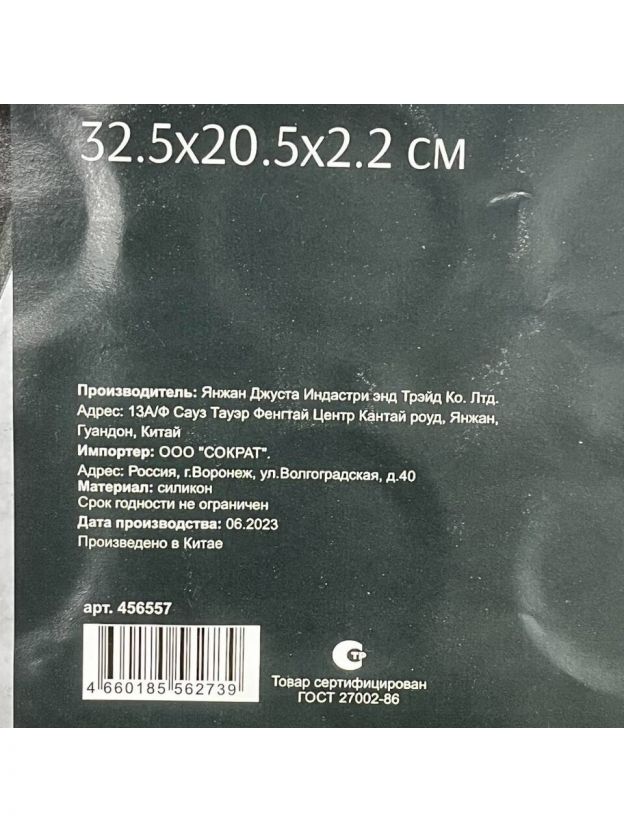 32.5x20.5x2.2 СМ
Производитель: Янжан Джуста Индастри энд Трэйд Ко. Лтд.
Адрес: 13А/Ф Сауз Тауэр Фенгтай Центр Кантай роуд, Янжан,
Гуандон, Китай
Импортер: ООО "СОКРАТ".
Адрес: Россия, г.Воронеж, ул.Волгоградская, д.40
Материал: силикон
Срок годности не ограничен
Дата производства: 06.2023
Произведено в Китае
арт. 456557
4 660185 562739
СТР
Товар сертифицирован
ГОСТ 27002-86